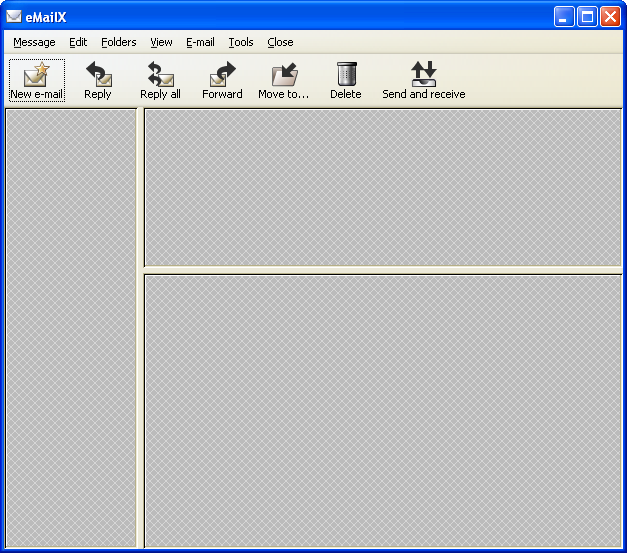 eMailX
Message Edit Folders View E-mail Tools Close
New e-mail Reply Reply all Forward Move to... Delete Send and receive